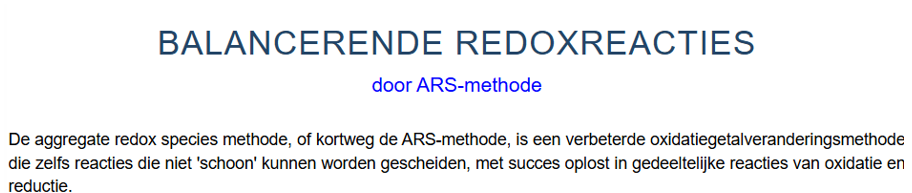 BALANCERENDE REDOXREACTIES
door ARS-methode
De aggregate redox species methode, of kortweg de ARS-methode, is een verbeterde oxidatiegetalveranderingsmethode
die zelfs reacties die niet 'schoon' kunnen worden gescheiden, met succes oplost in gedeeltelijke reacties van oxidatie en
reductie.